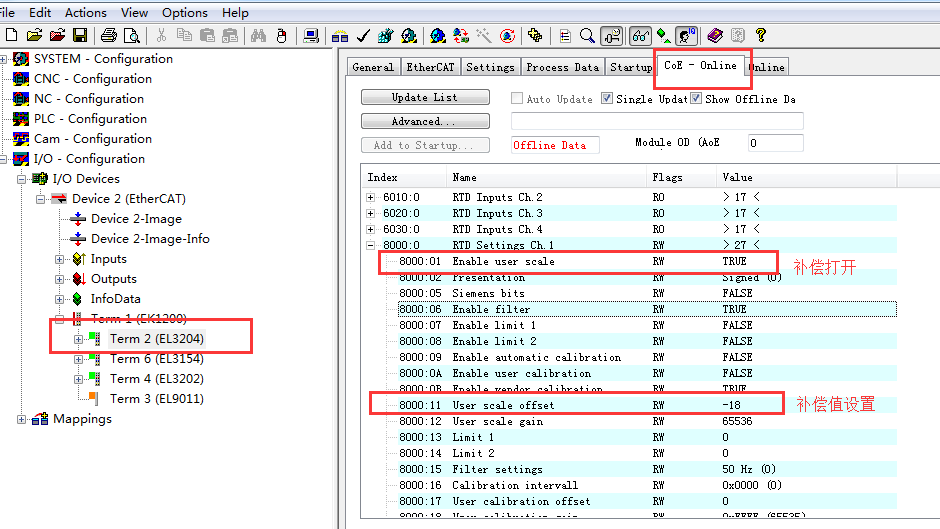 File Edit Actions View Options Help
SYSTEM - Configuration
CNC - Configuration
NC - Configuration
PLC - Configuration
Cam - Configuration
I/O - Configuration
I/O Devices
Device 2 (EtherCAT)
Device 2-Image
Device 2-Image-Info
Inputs
Outputs
InfoData
Term 1 (EK1200)
Term 2 (EL3204)
Term 6 (EL3154)
Term 4 (EL3202)
Term 3 (EL9011)
Mappings
General EtherCAT Settings Process Data Startup CoE - Online Online
Update List Auto Update Single Updat Show Offline Da
Advanced...
Add to Startup... Offline Data Module OD (AoE 0
Index Name Flags Value
6010:0 RTD Inputs Ch.2 RO > 17 <
6020:0 RTD Inputs Ch.3 RO > 17 <
6030:0 RTD Inputs Ch.4 RO > 17 <
8000:0 RTD Settings Ch.1 RW > 27 <
8000:01 Enable user scale RW TRUE 补偿打开
8000:02 Presentation RW Signed (0)
8000:05 Siemens bits RW FALSE
8000:06 Enable filter RW TRUE
8000:07 Enable limit 1 RW FALSE
8000:08 Enable limit 2 RW FALSE
8000:09 Enable automatic calibration RW FALSE
8000:0A Enable user calibration RW FALSE
8000:0B Enable vendor calibration RW TRUE
8000:11 User scale offset RW -18 补偿值设置
8000:12 User scale gain RW 65536
8000:13 Limit 1 RW 0
8000:14 Limit 2 RW 0
8000:15 Filter settings RW 50 Hz (0)
8000:16 Calibration intervall RW 0x0000 (0)
8000:17 User calibration offset RW 0
8000:18 User calibration gain RW 0xFFFF (65535)